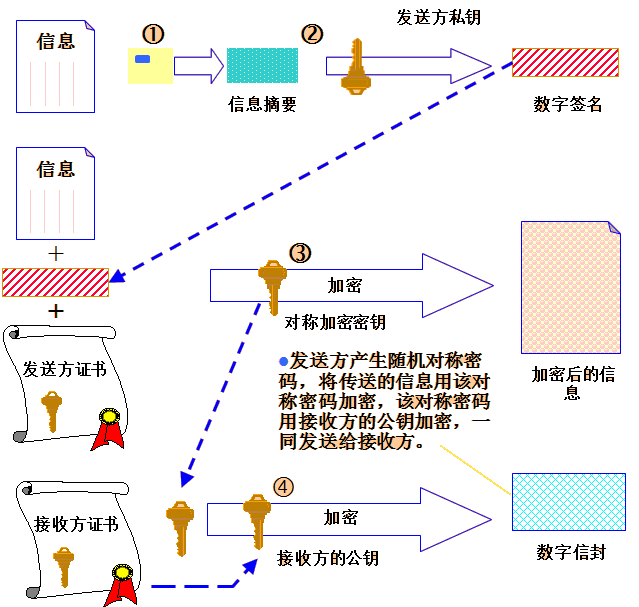 信息
①
②
发送方私钥
信息摘要
数字签名
信息
+
③
加密
+
对称加密密钥
发送方证书
●发送方产生随机对称密
码，将传送的信息用该对
称密码加密，该对称密码
用接收方的公钥加密，一
同发送给接收方。
加密后的信
息
④
接收方证书
加密
接收方的公钥
数字信封